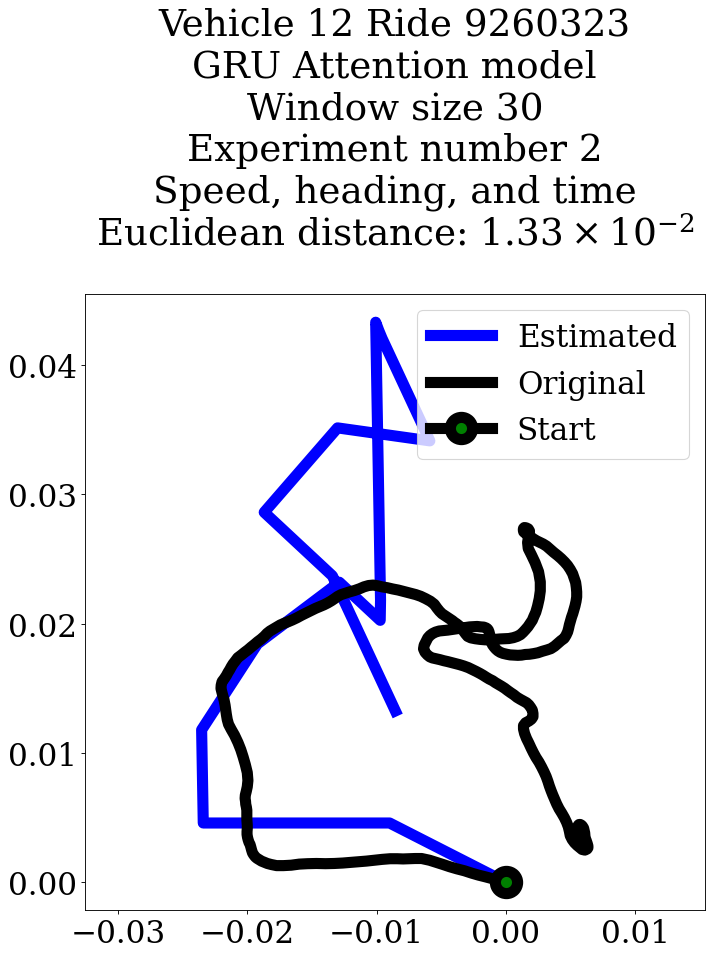 Vehicle 12 Ride 9260323
GRU Attention model
Window size 30
Experiment number 2
Speed, heading, and time
Euclidean distance: 1.33 × 10⁻²
Estimated
Original
Start
0.04
0.03
0.02
0.01
0.00
−0.03 −0.02 −0.01 0.00 0.01